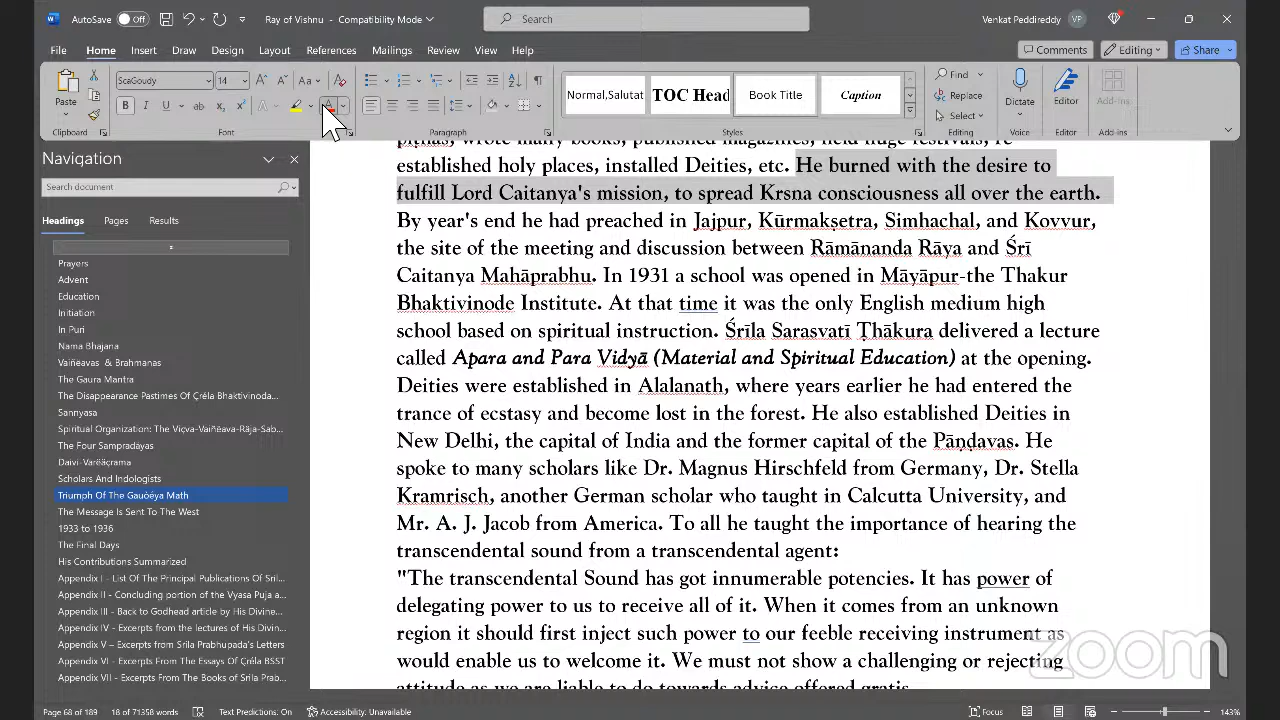 AutoSave Off Ray of Vishnu - Compatibility Mode Search Venkat Peddireddy VP
File Home Insert Draw Design Layout References Mailings Review View Help Comments Editing Share
Paste ScaGoudy 14 Aa Normal,Salutat TOC Head Book Title Caption Find Replace Select Dictate Editor Add-ins
Clipboard Font Paragraph Styles Editing Voice Editor Add-ins
Navigation
Search document
Headings Pages Results
Prayers
Advent
Education
Initiation
In Puri
Nama Bhajana
Vaiñëavas & Brahmanas
The Gaura Mantra
The Disappearance Pastimes Of Çréla Bhaktivinoda...
Sannyasa
Spiritual Organization: The Viçva-Vaiñëava-Räja-Sab...
The Four Sampradäyas
Daivi-Varëäçrama
Scholars And Indologists
Triumph Of The Gauòéya Math
The Message Is Sent To The West
1933 to 1936
The Final Days
His Contributions Summarized
Appendix I - List Of The Principal Publications Of Sril...
Appendix II - Concluding portion of the Vyasa Puja a...
Appendix III - Back to Godhead article by His Divine...
Appendix IV - Excerpts from the lectures of His Divin...
Appendix V – Excerpts from Srila Prabhupada's Letters
Appendix VI - Excerpts From The Essays Of Çréla BSST
Appendix VII - Excerpts From The Books of Srila Prab...
established holy places, installed Deities, etc. He burned with the desire to
fulfill Lord Caitanya's mission, to spread Krsna consciousness all over the earth.
By year's end he had preached in Jajpur, Kūrmakṣetra, Simhachal, and Kovvur,
the site of the meeting and discussion between Rāmānanda Rāya and Śrī
Caitanya Mahāprabhu. In 1931 a school was opened in Māyāpur-the Thakur
Bhaktivinode Institute. At that time it was the only English medium high
school based on spiritual instruction. Śrīla Sarasvatī Ṭhākura delivered a lecture
called Apara and Para Vidyā (Material and Spiritual Education) at the opening.
Deities were established in Alalanath, where years earlier he had entered the
trance of ecstasy and become lost in the forest. He also established Deities in
New Delhi, the capital of India and the former capital of the Pāṇḍavas. He
spoke to many scholars like Dr. Magnus Hirschfeld from Germany, Dr. Stella
Kramrisch, another German scholar who taught in Calcutta University, and
Mr. A. J. Jacob from America. To all he taught the importance of hearing the
transcendental sound from a transcendental agent:
"The transcendental Sound has got innumerable potencies. It has power of
delegating power to us to receive all of it. When it comes from an unknown
region it should first inject such power to our feeble receiving instrument as
would enable us to welcome it. We must not show a challenging or rejecting
attitude as we are liable to do towards advice offered gratis.
zoom
Page 68 of 189 18 of 71358 words Text Predictions: On Accessibility: Unavailable Focus 143%